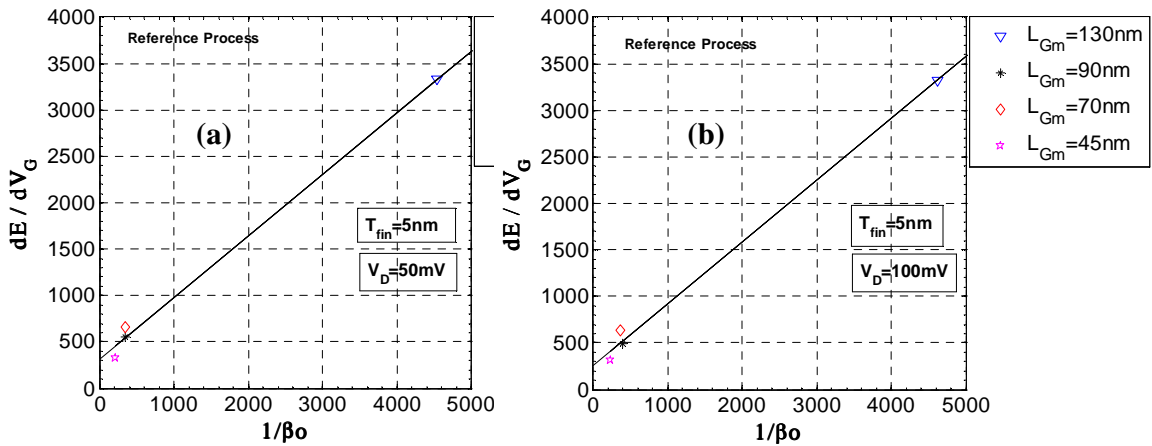 4000
3500
3000
2500
2000
1500
1000
500
0
dE / dV_G
Reference Process
(a)
T_fin=5nm
V_D=50mV
0 1000 2000 3000 4000 5000
1/βo
4000
3500
3000
2500
2000
1500
1000
500
0
dE / dV_G
Reference Process
(b)
T_fin=5nm
V_D=100mV
0 1000 2000 3000 4000 5000
1/βo
L_Gm=130nm
L_Gm=90nm
L_Gm=70nm
L_Gm=45nm